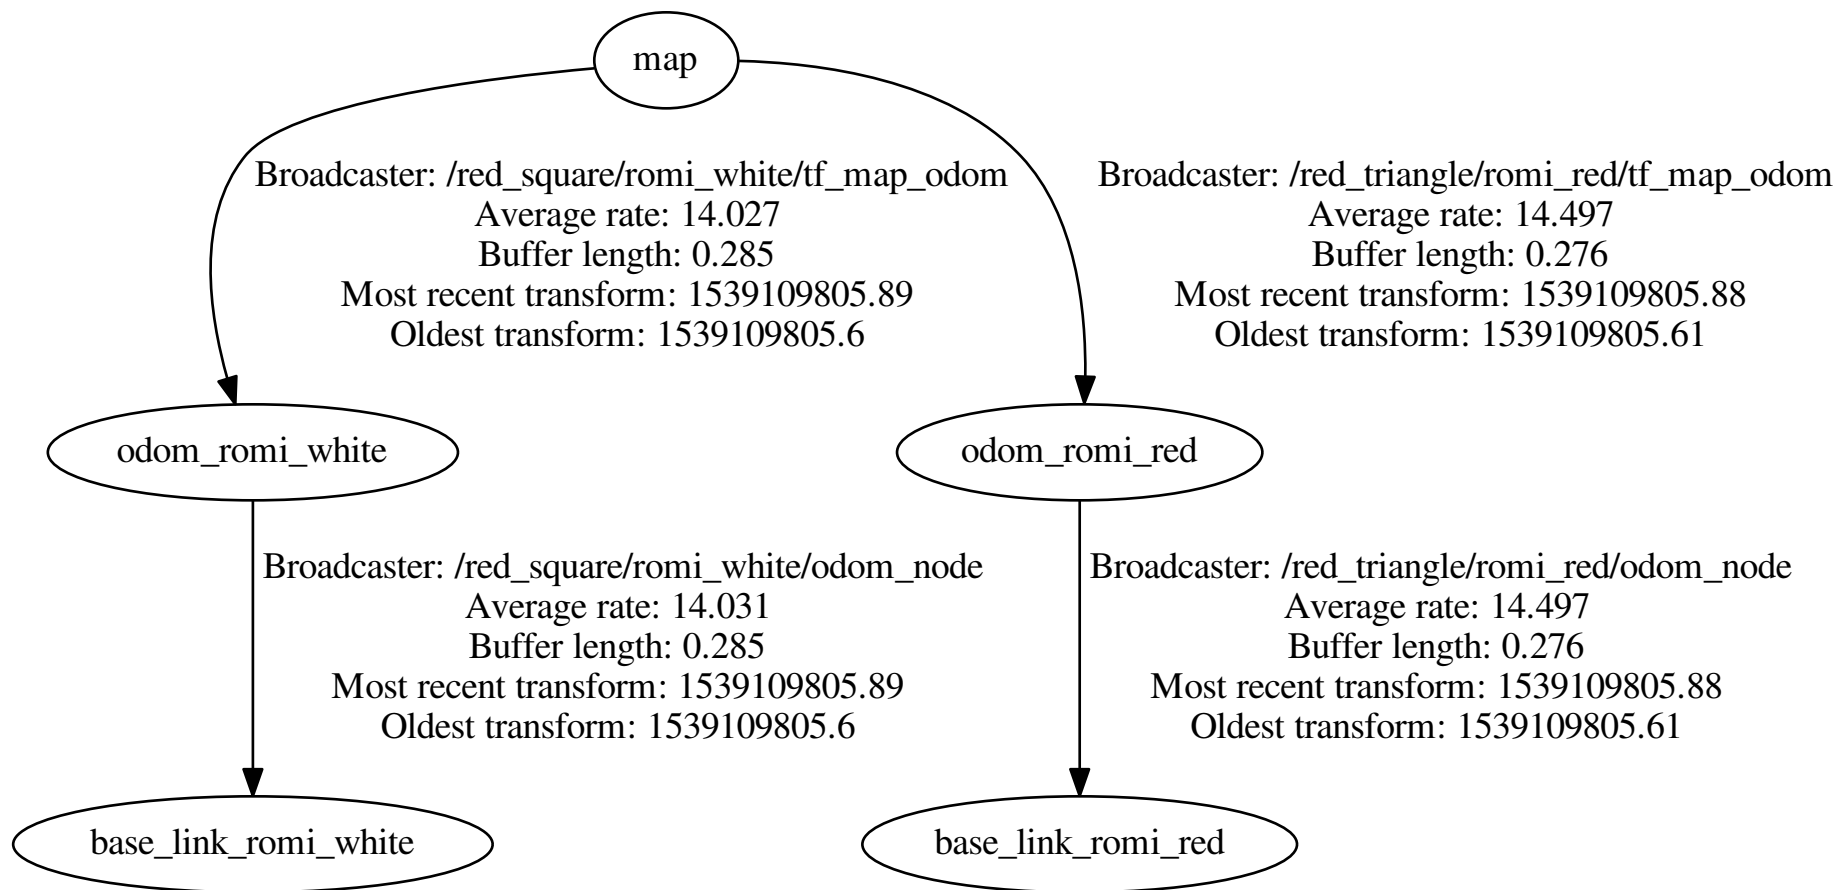 map
Broadcaster: /red_square/romi_white/tf_map_odom
Average rate: 14.027
Buffer length: 0.285
Most recent transform: 1539109805.89
Oldest transform: 1539109805.6
Broadcaster: /red_triangle/romi_red/tf_map_odom
Average rate: 14.497
Buffer length: 0.276
Most recent transform: 1539109805.88
Oldest transform: 1539109805.61
odom_romi_white
odom_romi_red
Broadcaster: /red_square/romi_white/odom_node
Average rate: 14.031
Buffer length: 0.285
Most recent transform: 1539109805.89
Oldest transform: 1539109805.6
Broadcaster: /red_triangle/romi_red/odom_node
Average rate: 14.497
Buffer length: 0.276
Most recent transform: 1539109805.88
Oldest transform: 1539109805.61
base_link_romi_white
base_link_romi_red